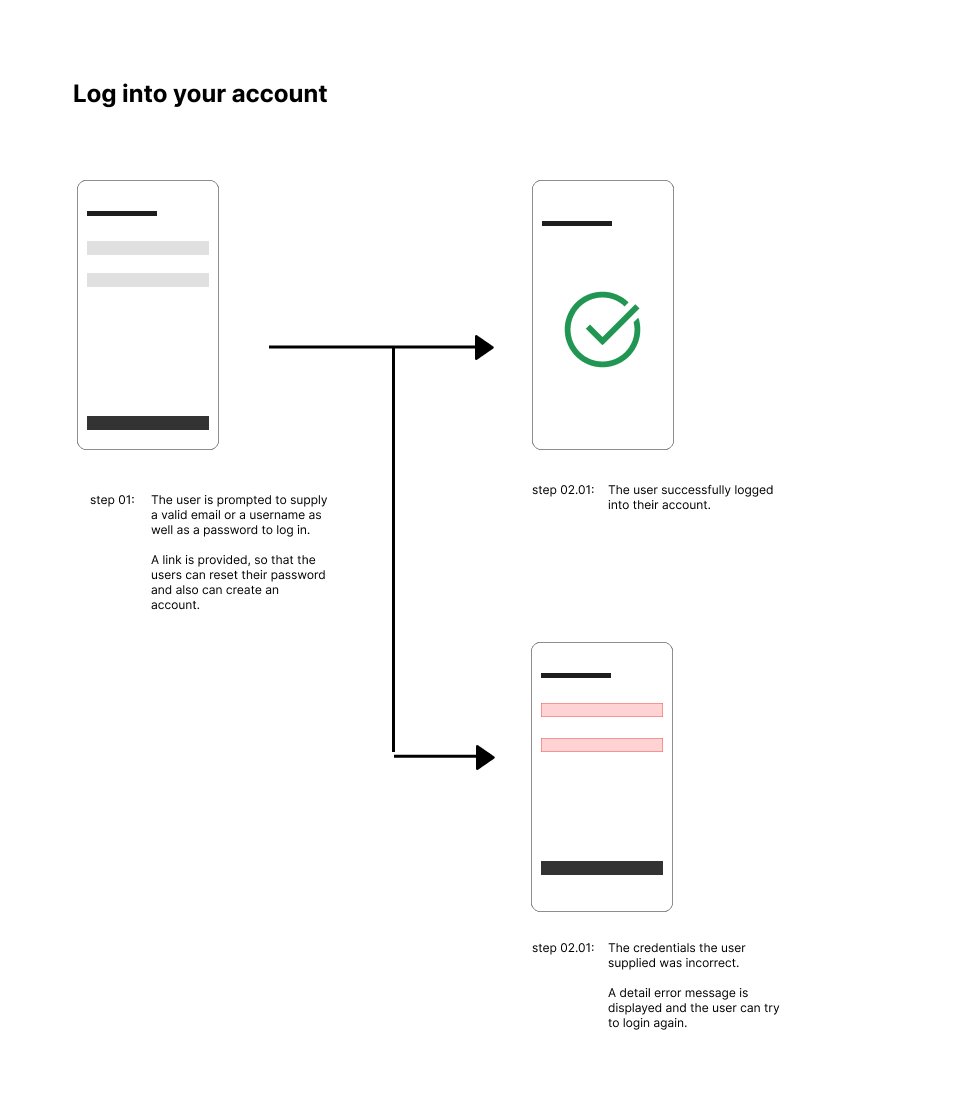 Log into your account
step 01: The user is prompted to supply
a valid email or a username as
well as a password to log in.
A link is provided, so that the
users can reset their password
and also can create an
account.
step 02.01: The user successfully logged
into their account.
step 02.01: The credentials the user
supplied was incorrect.
A detail error message is
displayed and the user can try
to login again.